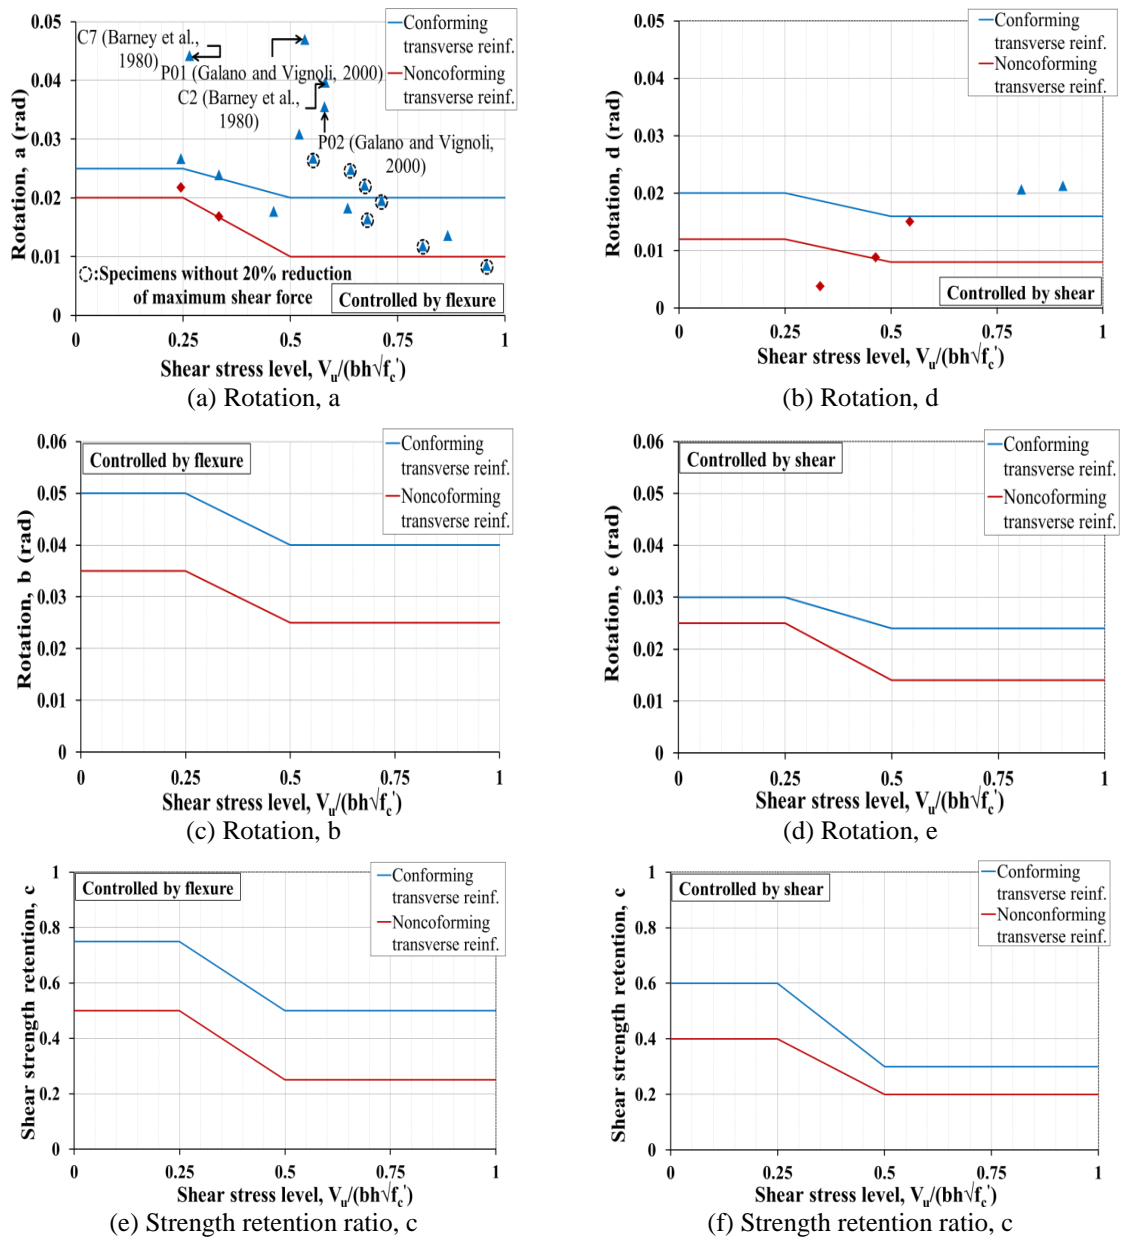 0.05
0.04
0.03
0.02
0.01
0
Rotation, a (rad)
C7 (Barney et al.,
1980)
P01 (Galano and Vignoli, 2000)
C2 (Barney et al.,
1980)
P02 (Galano and Vignoli,
2000)
Conforming
transverse reinf.
Noncoforming
transverse reinf.
:Specimens without 20% reduction
of maximum shear force
Controlled by flexure
0 0.25 0.5 0.75 1
Shear stress level, Vu/(bh√fc')
(a) Rotation, a
0.05
0.04
0.03
0.02
0.01
0
Rotation, d (rad)
Conforming
transverse reinf.
Noncoforming
transverse reinf.
Controlled by shear
0 0.25 0.5 0.75 1
Shear stress level, Vu/(bh√fc')
(b) Rotation, d
0.06
0.05
0.04
0.03
0.02
0.01
0
Rotation, b (rad)
Controlled by flexure
Conforming
transverse reinf.
Noncoforming
transverse reinf.
0 0.25 0.5 0.75 1
Shear stress level, Vu/(bh√fc')
(c) Rotation, b
0.06
0.05
0.04
0.03
0.02
0.01
0
Rotation, e (rad)
Controlled by shear
Conforming
transverse reinf.
Noncoforming
transverse reinf.
0 0.25 0.5 0.75 1
Shear stress level, Vu/(bh√fc')
(d) Rotation, e
1
0.8
0.6
0.4
0.2
0
Shear strength retention, c
Controlled by flexure
Conforming
transverse reinf.
Noncoforming
transverse reinf.
0 0.25 0.5 0.75 1
Shear stress level, Vu/(bh√fc')
(e) Strength retention ratio, c
1
0.8
0.6
0.4
0.2
0
Shear strength retention, c
Controlled by shear
Conforming
transverse reinf.
Nonconforming
transverse reinf.
0 0.25 0.5 0.75 1
Shear stress level, Vu/(bh√fc')
(f) Strength retention ratio, c